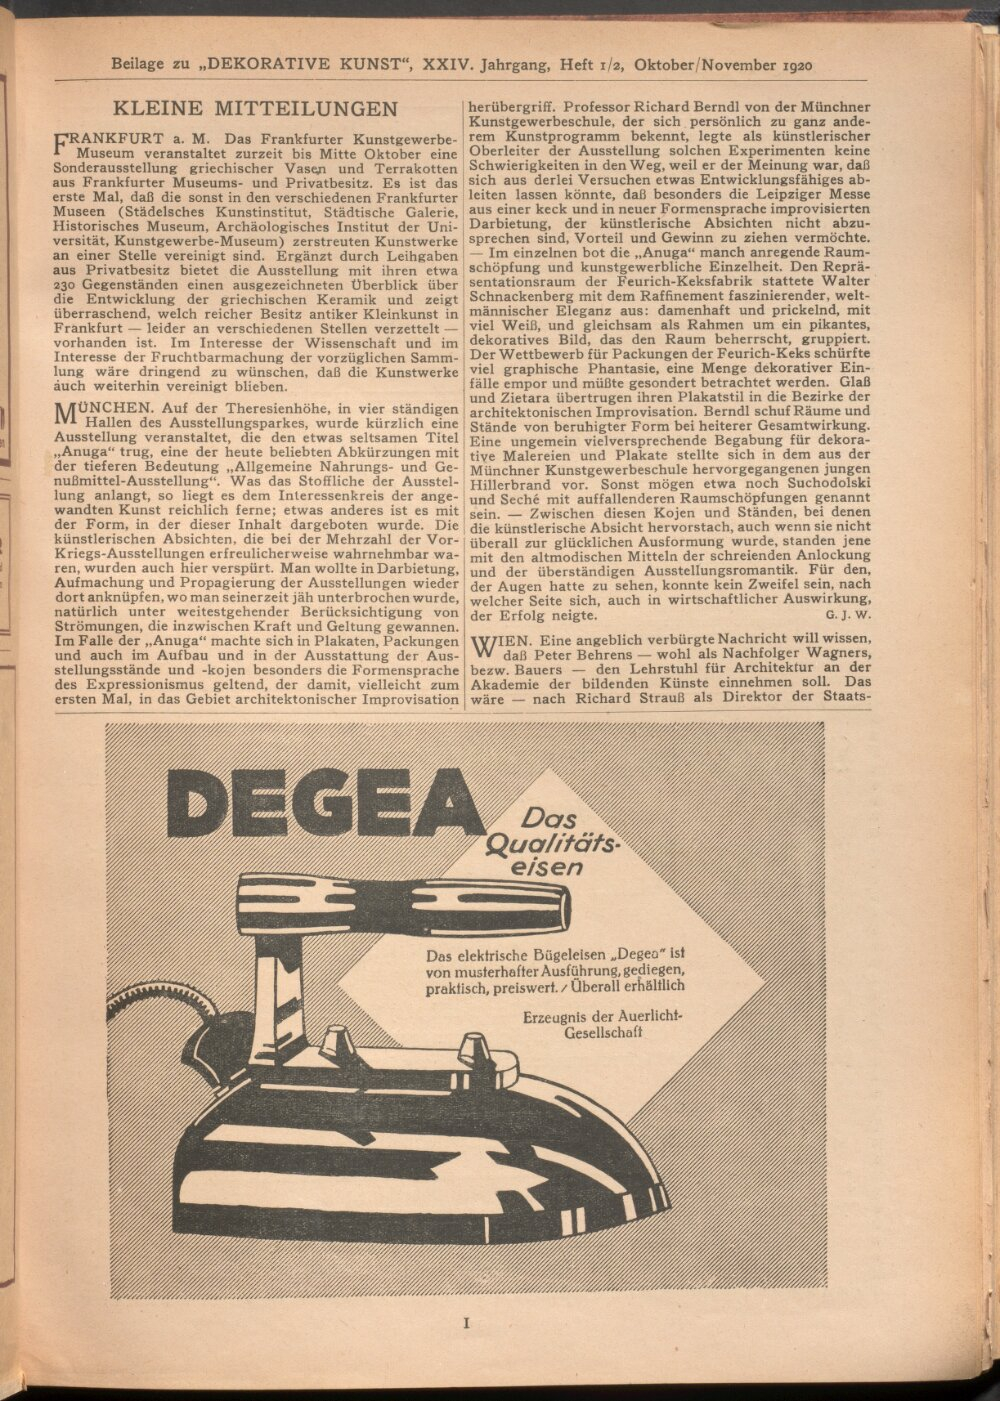 Beilage zu „DEKORATIVE KUNST“, XXIV. Jahrgang, Heft 1/2, Oktober/November 1920
KLEINE MITTEILUNGEN
FRANKFURT a. M. Das Frankfurter Kunstgewerbe-
Museum veranstaltet zurzeit bis Mitte Oktober eine
Sonderausstellung griechischer Vasen und Terrakotten
aus Frankfurter Museums- und Privatbesitz. Es ist das
erste Mal, daß die sonst in den verschiedenen Frankfurter
Museen (Städelsches Kunstinstitut, Städtische Galerie,
Historisches Museum, Archäologisches Institut der Uni-
versität, Kunstgewerbe-Museum) zerstreuten Kunstwerke
an einer Stelle vereinigt sind. Ergänzt durch Leihgaben
aus Privatbesitz bietet die Ausstellung mit ihren etwa
230 Gegenständen einen ausgezeichneten Überblick über
die Entwicklung der griechischen Keramik und zeigt
überraschend, welch reicher Besitz antiker Kleinkunst in
Frankfurt — leider an verschiedenen Stellen verzettelt —
vorhanden ist. Im Interesse der Wissenschaft und im
Interesse der Fruchtbarmachung der vorzüglichen Samm-
lung wäre dringend zu wünschen, daß die Kunstwerke
auch weiterhin vereinigt blieben.
MÜNCHEN. Auf der Theresienhöhe, in vier ständigen
Hallen des Ausstellungsparkes, wurde kürzlich eine
Ausstellung veranstaltet, die den etwas seltsamen Titel
„Anuga“ trug, eine der heute beliebten Abkürzungen mit
der tieferen Bedeutung „Allgemeine Nahrungs- und Ge-
nußmittel-Ausstellung“. Was das Stoffliche der Ausstel-
lung anlangt, so liegt es dem Interessenkreis der ange-
wandten Kunst reichlich ferne; etwas anderes ist es mit
der Form, in der dieser Inhalt dargeboten wurde. Die
künstlerischen Absichten, die bei der Mehrzahl der Vor-
Kriegs-Ausstellungen erfreulicherweise wahrnehmbar wa-
ren, wurden auch hier verspürt. Man wollte in Darbietung,
Aufmachung und Propagierung der Ausstellungen wieder
dort anknüpfen, wo man seinerzeit jäh unterbrochen wurde,
natürlich unter weitestgehender Berücksichtigung von
Strömungen, die inzwischen Kraft und Geltung gewannen.
Im Falle der „Anuga“ machte sich in Plakaten, Packungen
und auch im Aufbau und in der Ausstattung der Aus-
stellungsstände und -kojen besonders die Formensprache
des Expressionismus geltend, der damit, vielleicht zum
ersten Mal, in das Gebiet architektonischer Improvisation
herübergriff. Professor Richard Berndl von der Münchner
Kunstgewerbeschule, der sich persönlich zu ganz ande-
rem Kunstprogramm bekennt, legte als künstlerischer
Oberleiter der Ausstellung solchen Experimenten keine
Schwierigkeiten in den Weg, weil er der Meinung war, daß
sich aus derlei Versuchen etwas Entwicklungsfähiges ab-
leiten lassen könnte, daß besonders die Leipziger Messe
aus einer keck und in neuer Formensprache improvisierten
Darbietung, der künstlerische Absichten nicht abzu-
sprechen sind, Vorteil und Gewinn zu ziehen vermöchte.
— Im einzelnen bot die „Anuga“ manch anregende Raum-
schöpfung und kunstgewerbliche Einzelheit. Den Reprä-
sentationsraum der Feurich-Keksfabrik stattete Walter
Schnackenberg mit dem Raffinement faszinierender, welt-
männischer Eleganz aus: damenhaft und prickelnd, mit
viel Weiß, und gleichsam als Rahmen um ein pikantes,
dekoratives Bild, das den Raum beherrscht, gruppiert.
Der Wettbewerb für Packungen der Feurich-Keks schürfte
viel graphische Phantasie, eine Menge dekorativer Ein-
fälle empor und müßte gesondert betrachtet werden. Glaß
und Zietara übertrugen ihren Plakatstil in die Bezirke der
architektonischen Improvisation. Berndl schuf Räume und
Stände von beruhigter Form bei heiterer Gesamtwirkung.
Eine ungemein vielversprechende Begabung für dekora-
tive Malereien und Plakate stellte sich in dem aus der
Münchner Kunstgewerbeschule hervorgegangenen jungen
Hillerbrand vor. Sonst mögen etwa noch Suchodolski
und Seché mit auffallenden Raumschöpfungen genannt
sein. — Zwischen diesen Kojen und Ständen, bei denen
die künstlerische Absicht hervorstach, auch wenn sie nicht
überall zur glücklichen Ausformung wurde, standen jene
mit den altmodischen Mitteln der schreienden Anlockung
und der überständigen Ausstellungsromantik. Für den,
der Augen hatte zu sehen, konnte kein Zweifel sein, nach
welcher Seite sich, auch in wirtschaftlicher Auswirkung,
der Erfolg neigte. G. J. W.
WIEN. Eine angeblich verbürgte Nachricht will wissen,
daß Peter Behrens — wohl als Nachfolger Wagners,
bezw. Bauers — den Lehrstuhl für Architektur an der
Akademie der bildenden Künste einnehmen soll. Das
wäre — nach Richard Strauß als Direktor der Staats-
DEGEA
Das
Qualitäts-
eisen
Das elektrische Bügeleisen „Degea“ ist
von musterhafter Ausführung, gediegen,
praktisch, preiswert. / Überall erhältlich
Erzeugnis der Auerlicht-
Gesellschaft
I